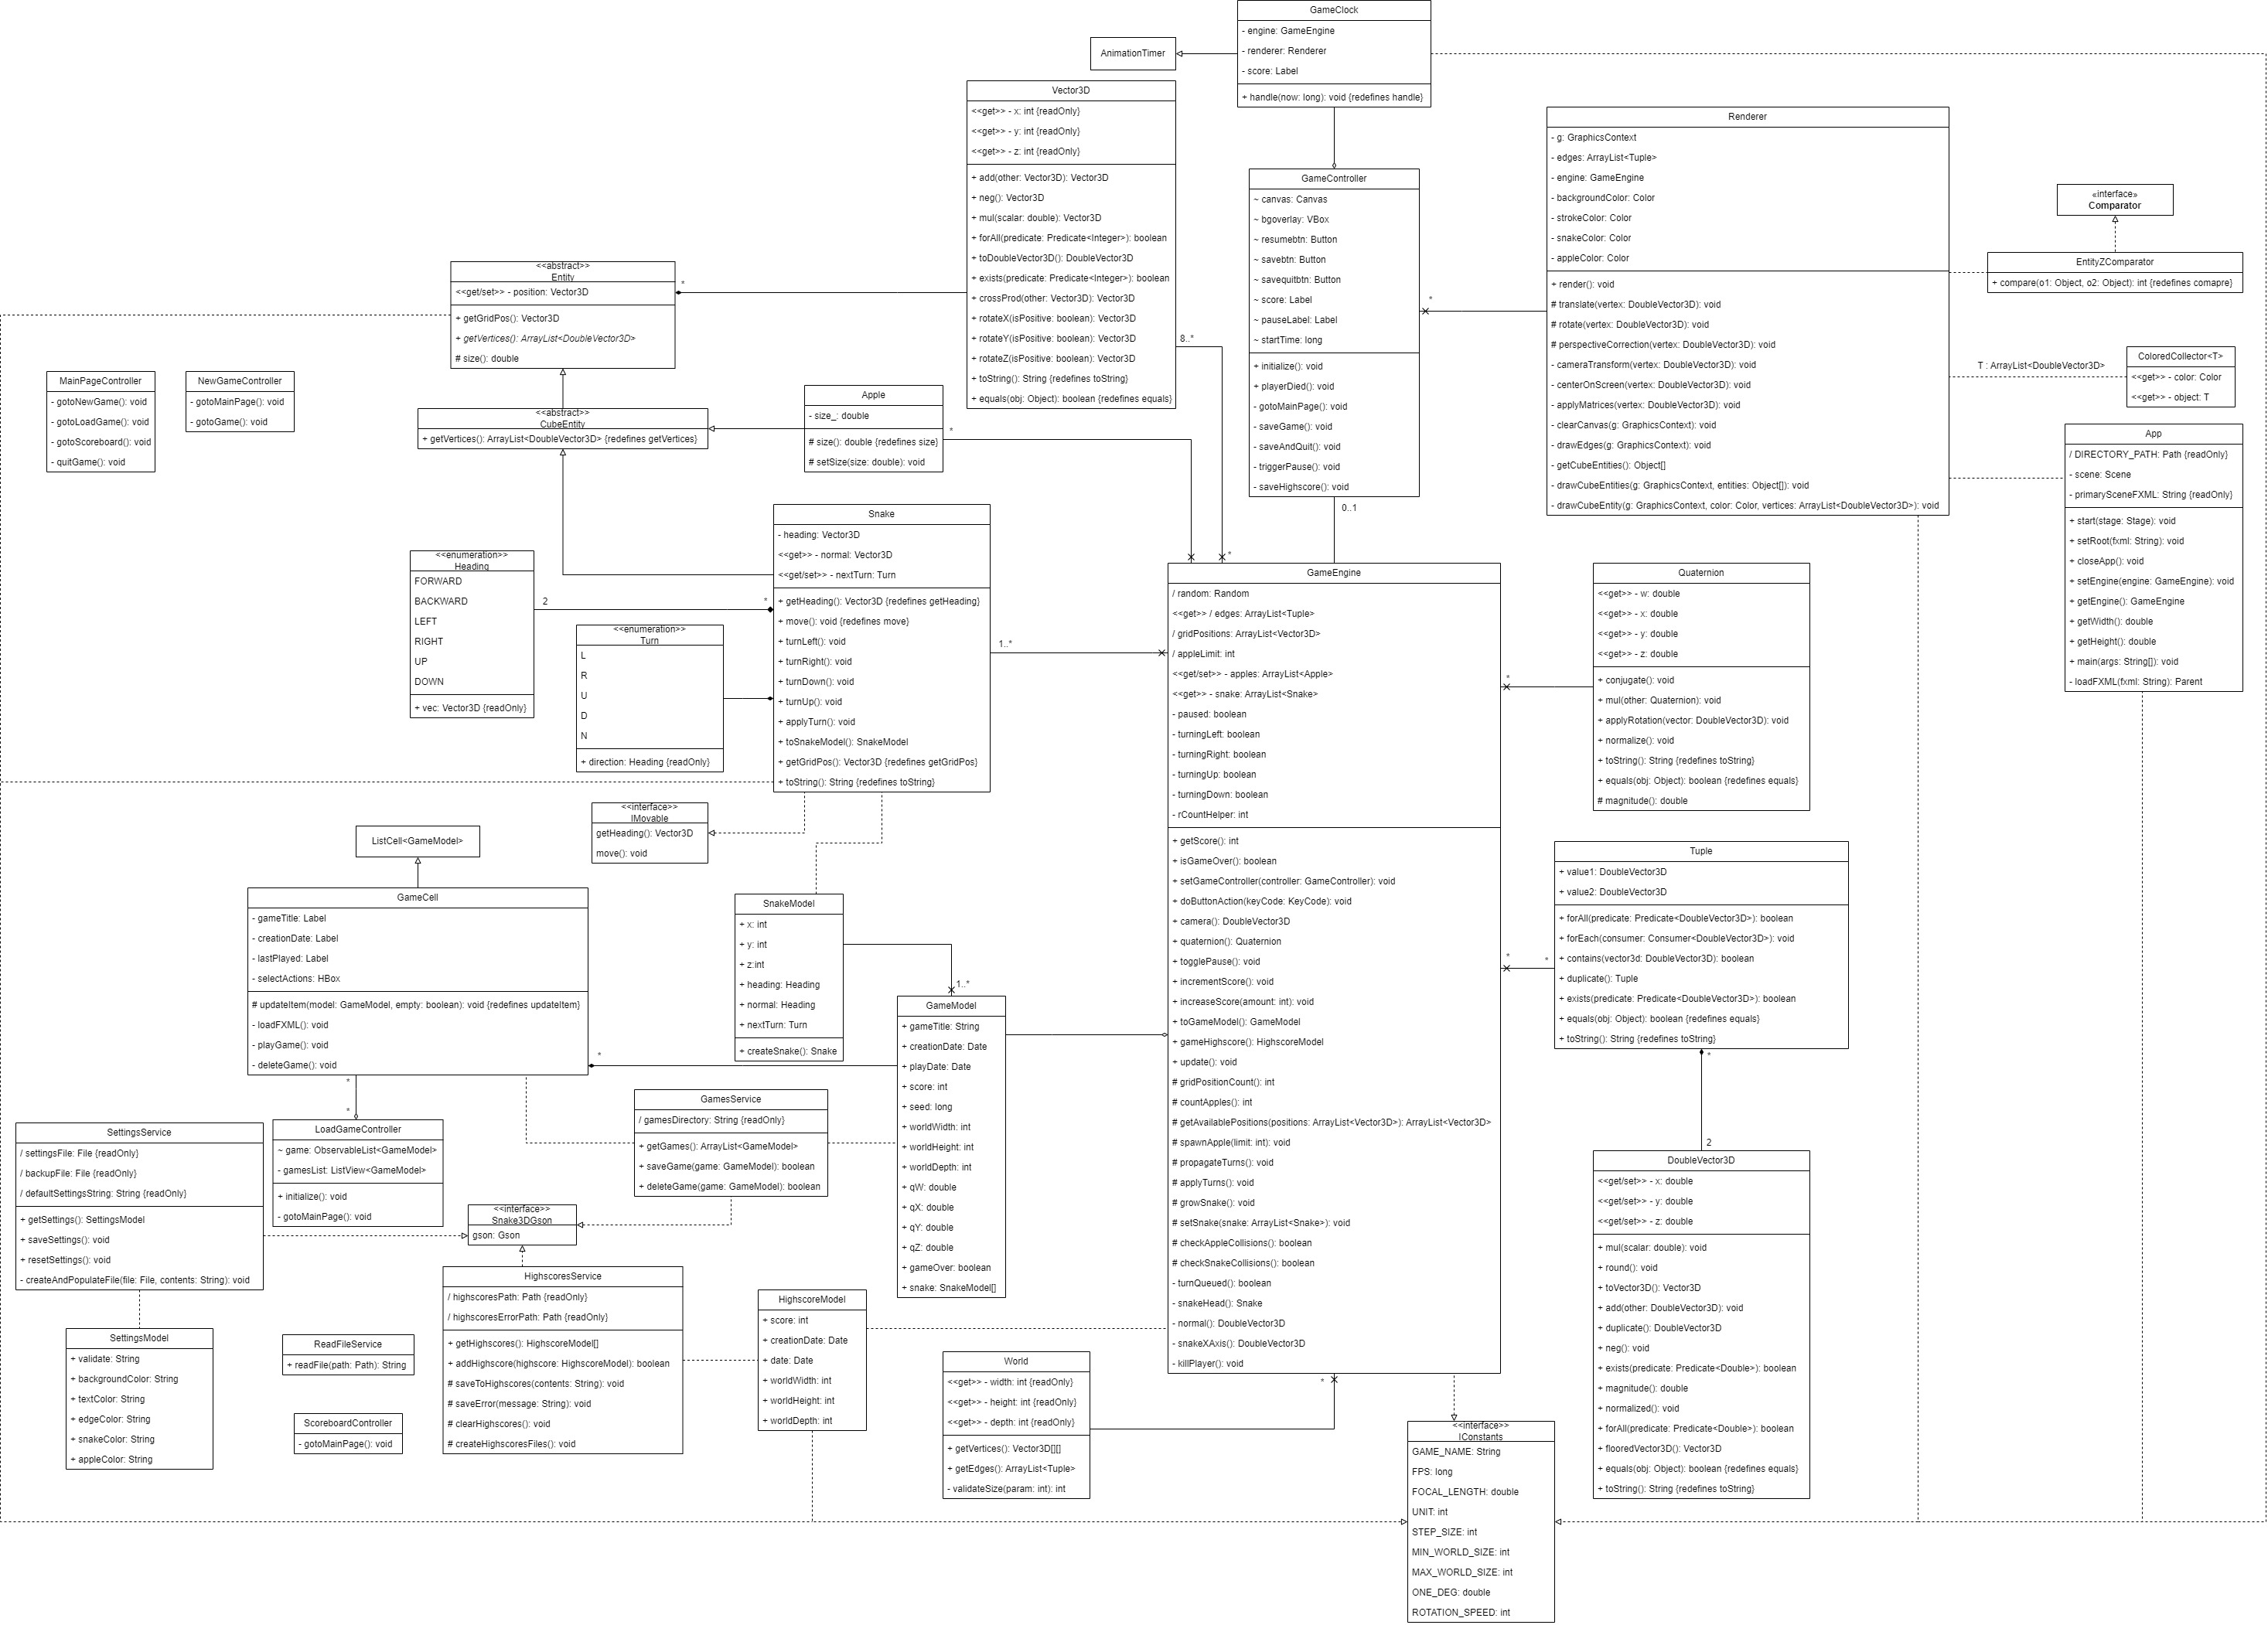 GameClock
- engine: GameEngine
- renderer: Renderer
- score: Label
+ handle(now: long): void {redefines handle}
AnimationTimer
Vector3D
<<get>> - x: int {readOnly}
<<get>> - y: int {readOnly}
<<get>> - z: int {readOnly}
+ add(other: Vector3D): Vector3D
+ neg(): Vector3D
+ mul(scalar: double): Vector3D
+ forAll(predicate: Predicate<Integer>): boolean
+ toDoubleVector3D(): DoubleVector3D
+ exists(predicate: Predicate<Integer>): boolean
+ crossProd(other: Vector3D): Vector3D
+ rotateX(isPositive: boolean): Vector3D
+ rotateY(isPositive: boolean): Vector3D
+ rotateZ(isPositive: boolean): Vector3D
+ toString(): String {redefines toString}
+ equals(obj: Object): boolean {redefines equals}
8..*
*
GameController
~ canvas: Canvas
~ bgoverlay: VBox
~ resumebtn: Button
~ savebtn: Button
~ savequitbtn: Button
~ score: Label
~ pauseLabel: Label
~ startTime: long
+ initialize(): void
+ playerDied(): void
- gotoMainPage(): void
- saveGame(): void
- saveAndQuit(): void
- triggerPause(): void
- saveHighscore(): void
0..1
*
Renderer
- g: GraphicsContext
- edges: ArrayList<Tuple>
- engine: GameEngine
- backgroundColor: Color
- strokeColor: Color
- snakeColor: Color
- appleColor: Color
+ render(): void
# translate(vertex: DoubleVector3D): void
# rotate(vertex: DoubleVector3D): void
# perspectiveCorrection(vertex: DoubleVector3D): void
- cameraTransform(vertex: DoubleVector3D): void
- centerOnScreen(vertex: DoubleVector3D): void
- applyMatrices(vertex: DoubleVector3D): void
- clearCanvas(g: GraphicsContext): void
- drawEdges(g: GraphicsContext): void
- getCubeEntities(): Object[]
- drawCubeEntities(g: GraphicsContext, entities: Object[]): void
- drawCubeEntity(g: GraphicsContext, color: Color, vertices: ArrayList<DoubleVector3D>): void
«interface»
Comparator
EntityZComparator
+ compare(o1: Object, o2: Object): int {redefines comapre}
T : ArrayList<DoubleVector3D>
ColoredCollector<T>
<<get>> - color: Color
<<get>> - object: T
App
/ DIRECTORY_PATH: Path {readOnly}
- scene: Scene
- primarySceneFXML: String {readOnly}
+ start(stage: Stage): void
+ setRoot(fxml: String): void
+ closeApp(): void
+ setEngine(engine: GameEngine): void
+ getEngine(): GameEngine
+ getWidth(): double
+ getHeight(): double
+ main(args: String[]): void
- loadFXML(fxml: String): Parent
<<abstract>>
Entity
<<get/set>> - position: Vector3D
+ getGridPos(): Vector3D
+ getVertices(): ArrayList<DoubleVector3D>
# size(): double
*
MainPageController
- gotoNewGame(): void
- gotoLoadGame(): void
- gotoScoreboard(): void
- quitGame(): void
NewGameController
- gotoMainPage(): void
- gotoGame(): void
<<abstract>>
CubeEntity
+ getVertices(): ArrayList<DoubleVector3D> {redefines getVertices}
Apple
- size_: double
# size(): double {redefines size}
# setSize(size: double): void
*
Snake
- heading: Vector3D
<<get>> - normal: Vector3D
<<get/set>> - nextTurn: Turn
+ getHeading(): Vector3D {redefines getHeading}
+ move(): void {redefines move}
+ turnLeft(): void
+ turnRight(): void
+ turnDown(): void
+ turnUp(): void
+ applyTurn(): void
+ toSnakeModel(): SnakeModel
+ getGridPos(): Vector3D {redefines getGridPos}
+ toString(): String {redefines toString}
1..*
<<enumeration>>
Heading
FORWARD
BACKWARD
LEFT
RIGHT
UP
DOWN
+ vec: Vector3D {readOnly}
2
*
<<enumeration>>
Turn
L
R
U
D
N
+ direction: Heading {readOnly}
<<interface>>
IMovable
getHeading(): Vector3D
move(): void
GameEngine
/ random: Random
<<get>> / edges: ArrayList<Tuple>
/ gridPositions: ArrayList<Vector3D>
/ appleLimit: int
<<get/set>> - apples: ArrayList<Apple>
<<get>> - snake: ArrayList<Snake>
- paused: boolean
- turningLeft: boolean
- turningRight: boolean
- turningUp: boolean
- turningDown: boolean
- rCountHelper: int
+ getScore(): int
+ isGameOver(): boolean
+ setGameController(controller: GameController): void
+ doButtonAction(keyCode: KeyCode): void
+ camera(): DoubleVector3D
+ quaternion(): Quaternion
+ togglePause(): void
+ incrementScore(): void
+ increaseScore(amount: int): void
+ toGameModel(): GameModel
+ gameHighscore(): HighscoreModel
+ update(): void
# gridPositionCount(): int
# countApples(): int
# getAvailablePositions(positions: ArrayList<Vector3D>): ArrayList<Vector3D>
# spawnApple(limit: int): void
# propagateTurns(): void
# applyTurns(): void
# growSnake(): void
# setSnake(snake: ArrayList<Snake>): void
# checkAppleCollisions(): boolean
# checkSnakeCollisions(): boolean
- turnQueued(): boolean
- snakeHead(): Snake
- normal(): DoubleVector3D
- snakeXAxis(): DoubleVector3D
- killPlayer(): void
*
Quaternion
<<get>> - w: double
<<get>> - x: double
<<get>> - y: double
<<get>> - z: double
+ conjugate(): void
+ mul(other: Quaternion): void
+ applyRotation(vector: DoubleVector3D): void
+ normalize(): void
+ toString(): String {redefines toString}
+ equals(obj: Object): boolean {redefines equals}
# magnitude(): double
*
*
Tuple
+ value1: DoubleVector3D
+ value2: DoubleVector3D
+ forAll(predicate: Predicate<DoubleVector3D>): boolean
+ forEach(consumer: Consumer<DoubleVector3D>): void
+ contains(vector3d: DoubleVector3D): boolean
+ duplicate(): Tuple
+ exists(predicate: Predicate<DoubleVector3D>): boolean
+ equals(obj: Object): boolean {redefines equals}
+ toString(): String {redefines toString}
*
2
DoubleVector3D
<<get/set>> - x: double
<<get/set>> - y: double
<<get/set>> - z: double
+ mul(scalar: double): void
+ round(): void
+ toVector3D(): Vector3D
+ add(other: DoubleVector3D): void
+ duplicate(): DoubleVector3D
+ neg(): void
+ exists(predicate: Predicate<Double>): boolean
+ magnitude(): double
+ normalized(): void
+ forAll(predicate: Predicate<Double>): boolean
+ flooredVector3D(): Vector3D
+ equals(obj: Object): boolean {redefines equals}
+ toString(): String {redefines toString}
ListCell<GameModel>
GameCell
- gameTitle: Label
- creationDate: Label
- lastPlayed: Label
- selectActions: HBox
# updateItem(model: GameModel, empty: boolean): void {redefines updateItem}
- loadFXML(): void
- playGame(): void
- deleteGame(): void
*
*
*
SnakeModel
+ x: int
+ y: int
+ z:int
+ heading: Heading
+ normal: Heading
+ nextTurn: Turn
+ createSnake(): Snake
1..*
GameModel
+ gameTitle: String
+ creationDate: Date
+ playDate: Date
+ score: int
+ seed: long
+ worldWidth: int
+ worldHeight: int
+ worldDepth: int
+ qW: double
+ qX: double
+ qY: double
+ qZ: double
+ gameOver: boolean
+ snake: SnakeModel[]
GamesService
/ gamesDirectory: String {readOnly}
+ getGames(): ArrayList<GameModel>
+ saveGame(game: GameModel): boolean
+ deleteGame(game: GameModel): boolean
SettingsService
/ settingsFile: File {readOnly}
/ backupFile: File {readOnly}
/ defaultSettingsString: String {readOnly}
+ getSettings(): SettingsModel
+ saveSettings(): void
+ resetSettings(): void
- createAndPopulateFile(file: File, contents: String): void
LoadGameController
~ game: ObservableList<GameModel>
- gamesList: ListView<GameModel>
+ initialize(): void
- gotoMainPage(): void
<<interface>>
Snake3DGson
gson: Gson
HighscoresService
/ highscoresPath: Path {readOnly}
/ highscoresErrorPath: Path {readOnly}
+ getHighscores(): HighscoreModel[]
+ addHighscore(highscore: HighscoreModel): boolean
# saveToHighscores(contents: String): void
# saveError(message: String): void
# clearHighscores(): void
# createHighscoresFiles(): void
HighscoreModel
+ score: int
+ creationDate: Date
+ date: Date
+ worldWidth: int
+ worldHeight: int
+ worldDepth: int
SettingsModel
+ validate: String
+ backgroundColor: String
+ textColor: String
+ edgeColor: String
+ snakeColor: String
+ appleColor: String
ReadFileService
+ readFile(path: Path): String
ScoreboardController
- gotoMainPage(): void
World
<<get>> - width: int {readOnly}
<<get>> - height: int {readOnly}
<<get>> - depth: int {readOnly}
+ getVertices(): Vector3D[][]
+ getEdges(): ArrayList<Tuple>
- validateSize(param: int): int
*
<<interface>>
IConstants
GAME_NAME: String
FPS: long
FOCAL_LENGTH: double
UNIT: int
STEP_SIZE: int
MIN_WORLD_SIZE: int
MAX_WORLD_SIZE: int
ONE_DEG: double
ROTATION_SPEED: int